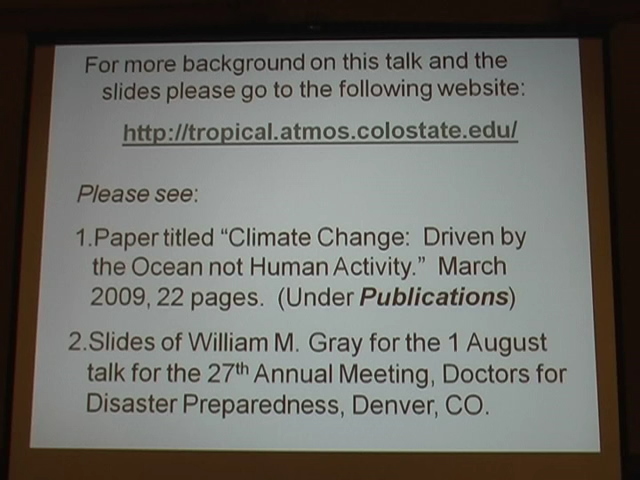 For more background on this talk and the
slides please go to the following website:
http://tropical.atmos.colostate.edu/
Please see:
1.Paper titled “Climate Change: Driven by
the Ocean not Human Activity.” March
2009, 22 pages. (Under Publications)
2.Slides of William M. Gray for the 1 August
talk for the 27th Annual Meeting, Doctors for
Disaster Preparedness, Denver, CO.